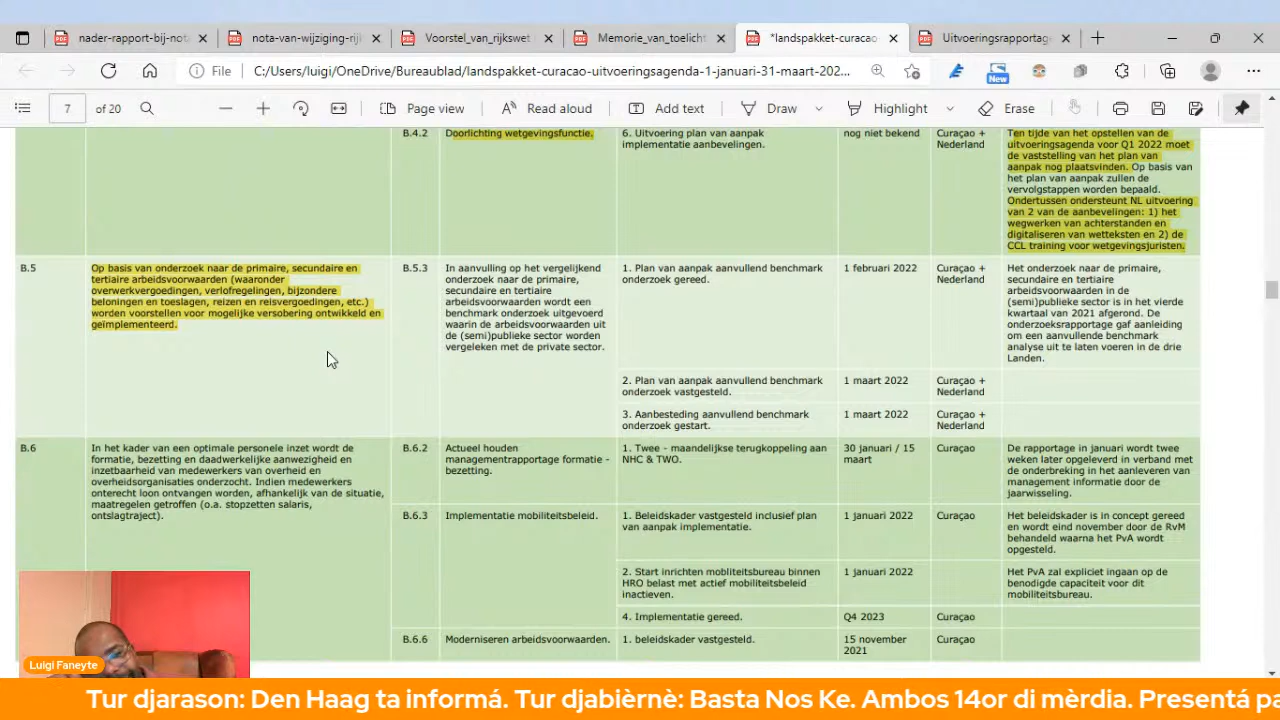 nader-rapport-bij-not
nota-van-wijziging-rij
Voorstel_van_rijkswet
Memorie_van_toelicht
*landspakket-curacao
Uitvoeringsrapportage
File
C:/Users/luigi/OneDrive/Bureaublad/landspakket-curacao-uitvoeringsagenda-1-januari-31-maart-202...
New
7 of 20
Page view
Read aloud
Add text
Draw
Highlight
Erase
B.4.2
Doorlichting wetgevingsfunctie.
6. Uitvoering plan van aanpak
implementatie aanbevelingen.
nog niet bekend
Curaçao +
Nederland
Ten tijde van het opstellen van de
uitvoeringsagenda voor Q1 2022 moet
de vaststelling van het plan van
aanpak nog plaatsvinden. Op basis van
het plan van aanpak zullen de
vervolgstappen worden bepaald.
Ondertussen ondersteunt NL uitvoering
van 2 van de aanbevelingen: 1) het
wegwerken van achterstanden en
digitaliseren van wetteksten en 2) de
CCL training voor wetgevingsjuristen.
B.5
Op basis van onderzoek naar de primaire, secundaire en
tertiaire arbeidsvoorwaarden (waaronder
overwerkvergoedingen, verlofregelingen, bijzondere
beloningen en toeslagen, reizen en reisvergoedingen, etc.)
worden voorstellen voor mogelijke versobering ontwikkeld en
geïmplementeerd.
B.5.3
In aanvulling op het vergelijkend
onderzoek naar de primaire,
secundaire en tertiaire
arbeidsvoorwaarden wordt een
benchmark onderzoek uitgevoerd
waarin de arbeidsvoorwaarden uit
de (semi)publieke sector worden
vergeleken met de private sector.
1. Plan van aanpak aanvullend benchmark
onderzoek gereed.
1 februari 2022
Curaçao +
Nederland
Het onderzoek naar de primaire,
secundaire en tertiaire
arbeidsvoorwaarden in de
(semi)publieke sector is in het vierde
kwartaal van 2021 afgerond. De
onderzoeksrapportage gaf aanleiding
om een aanvullende benchmark
analyse uit te laten voeren in de drie
Landen.
2. Plan van aanpak aanvullend benchmark
onderzoek vastgesteld.
1 maart 2022
Curaçao +
Nederland
3. Aanbesteding aanvullend benchmark
onderzoek gestart.
1 maart 2022
Curaçao +
Nederland
B.6
In het kader van een optimale personele inzet wordt de
formatie, bezetting en daadwerkelijke aanwezigheid en
inzetbaarheid van medewerkers van overheid en
overheidsorganisaties onderzocht. Indien medewerkers
onterecht loon ontvangen worden, afhankelijk van de situatie,
maatregelen getroffen (o.a. stopzetten salaris,
ontslagtraject).
B.6.2
Actueel houden
managementrapportage formatie -
bezetting.
1. Twee - maandelijkse terugkoppeling aan
NHC & TWO.
30 januari / 15
maart
Curaçao
De rapportage in januari wordt twee
weken later opgeleverd in verband met
de onderbreking in het aanleveren van
management informatie door de
jaarwisseling.
B.6.3
Implementatie mobiliteitsbeleid.
1. Beleidskader vastgesteld inclusief plan
van aanpak implementatie.
1 januari 2022
Curaçao
Het beleidskader is in concept gereed
en wordt eind november door de RvM
behandeld waarna het PvA wordt
opgesteld.
2. Start inrichten mobliteitsbureau binnen
HRO belast met actief mobiliteitsbeleid
inactieven.
1 januari 2022
Curaçao
Het PvA zal expliciet ingaan op de
benodigde capaciteit voor dit
mobiliteitsbureau.
4. Implementatie gereed.
Q4 2023
Curaçao
B.6.6
Moderniseren arbeidsvoorwaarden.
1. beleidskader vastgesteld.
15 november
2021
Curaçao
Luigi Faneyte
Tur djarason: Den Haag ta informá. Tur djabièrnè: Basta Nos Ke. Ambos 14or di mèrdia. Presentá pa